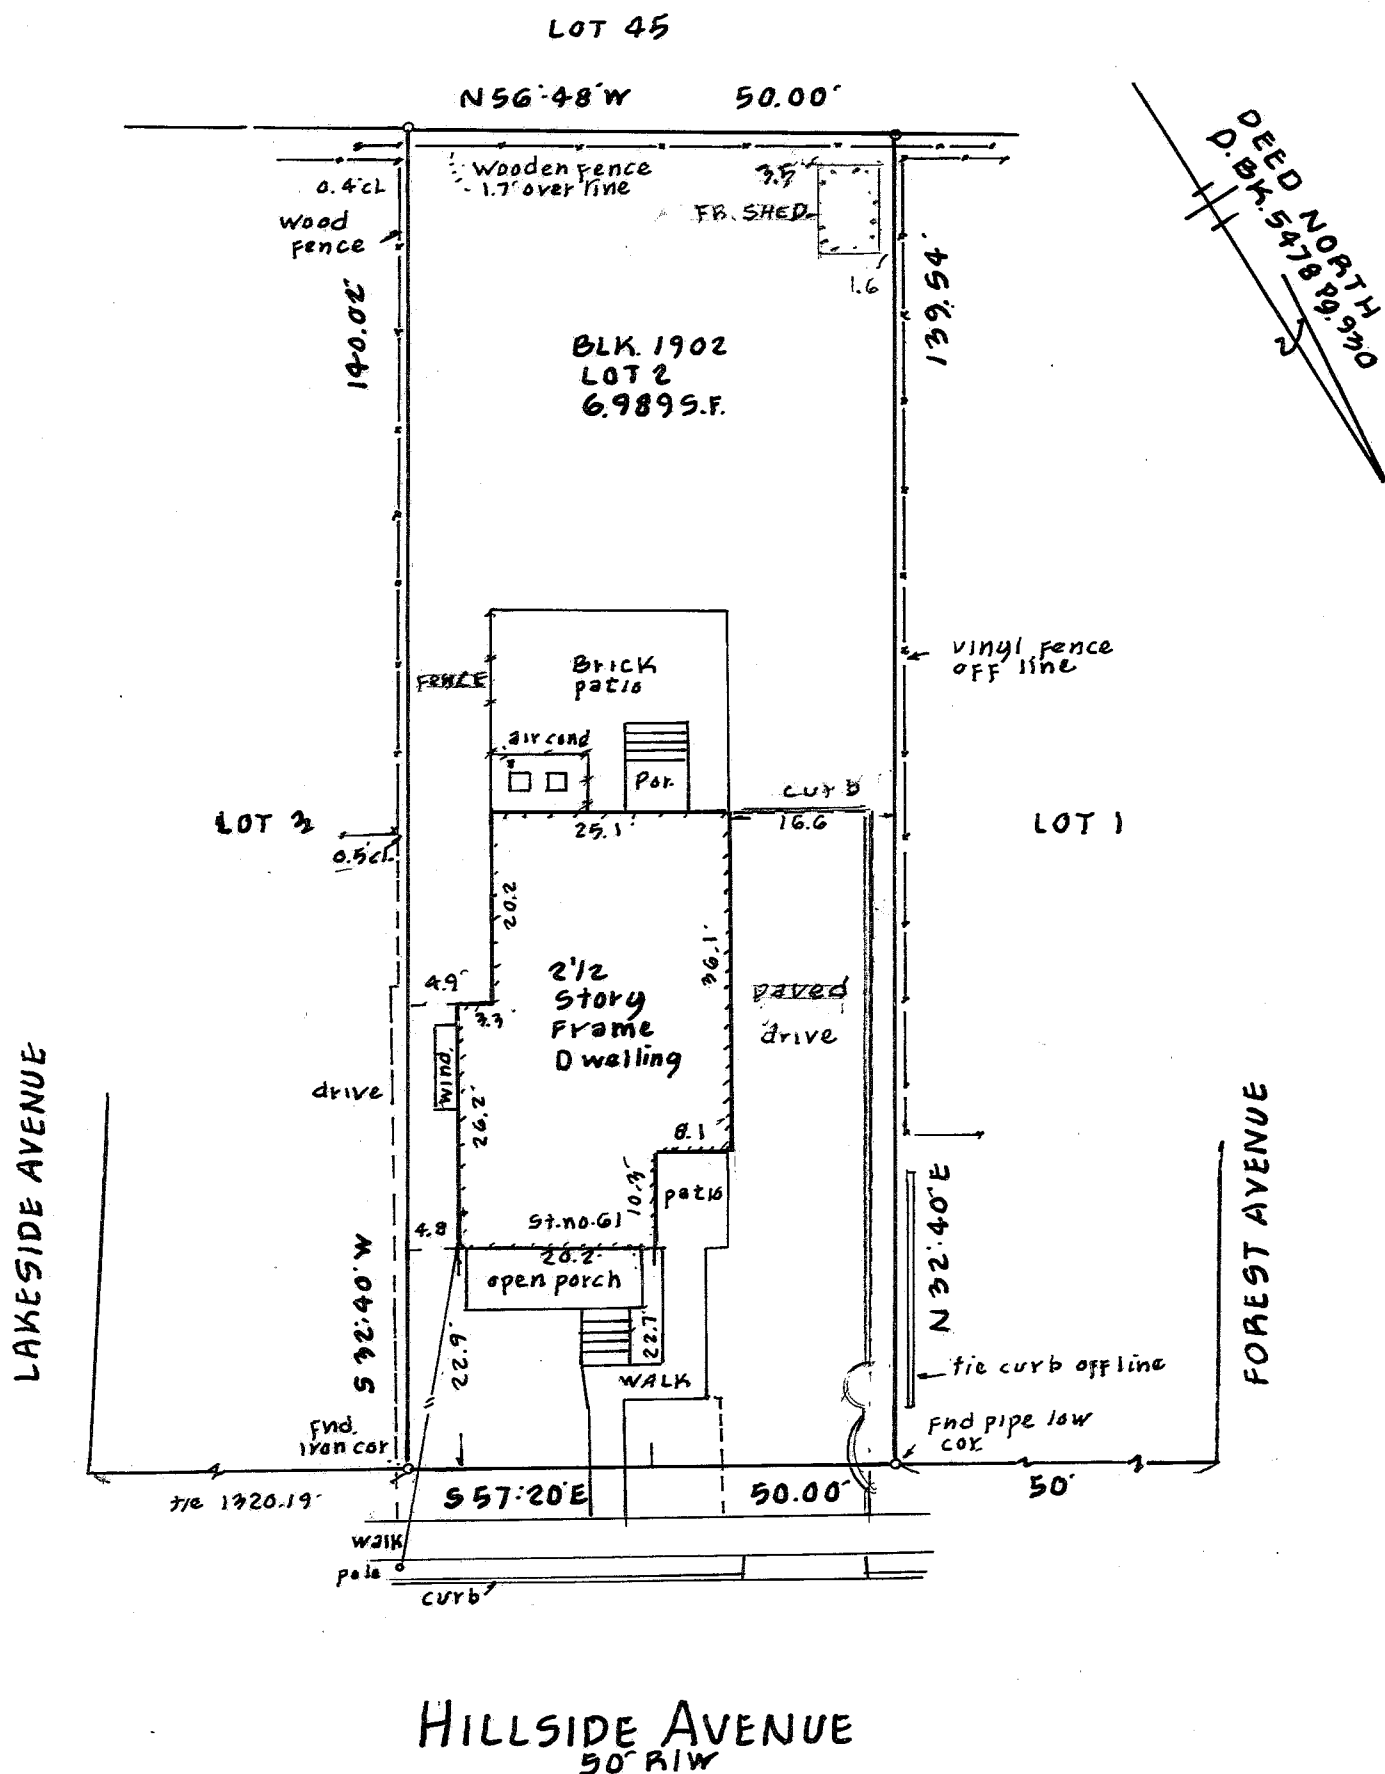 LOT 45
N56°48'W 50.00'
DEED NORTH
D.BK.5478 Pg.930
Wooden Fence
1.7' over line
0.4'cl
Wood
Fence
3.5'
FR. SHED
1.6
140.02'
139.54'
BLK. 1902
LOT 2
6,989 S.F.
vinyl Fence
OFF line
FENCE
Brick
patio
air cond
Por.
curb
25.1'
16.6
LOT 3
LOT 1
0.5'cl.
20.2
36.1'
4.9'
3.3
2 1/2
Story
Frame
Dwelling
paved
drive
wind.
drive
26.2'
8.1
10.3'
patio
4.8
St.no.61
20.2'
open porch
LAKESIDE AVENUE
FOREST AVENUE
S 32°40'W
N 32°40'E
22.9'
22.7'
WALK
tie curb off line
Fnd.
iron cor.
Fnd pipe low
cor.
tie 1320.19'
S 57°20'E 50.00'
50'
walk
pole
curb
HILLSIDE AVENUE
50' R/W